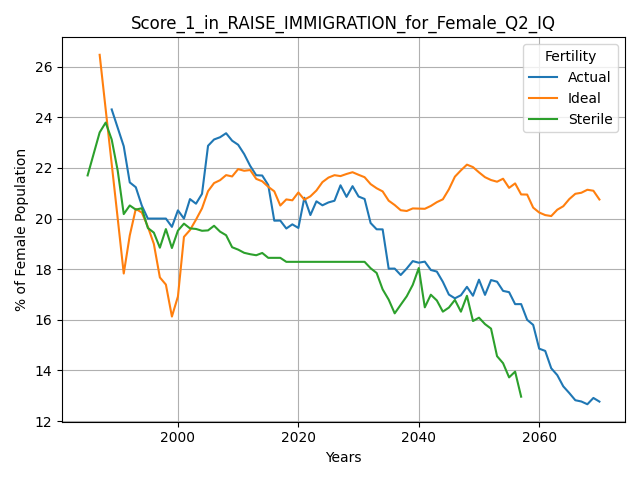 Score_1_in_RAISE_IMMIGRATION_for_Female_Q2_IQ
Fertility
Actual
Ideal
Sterile
% of Female Population
26
24
22
20
18
16
14
12
2000
2020
2040
2060
Years